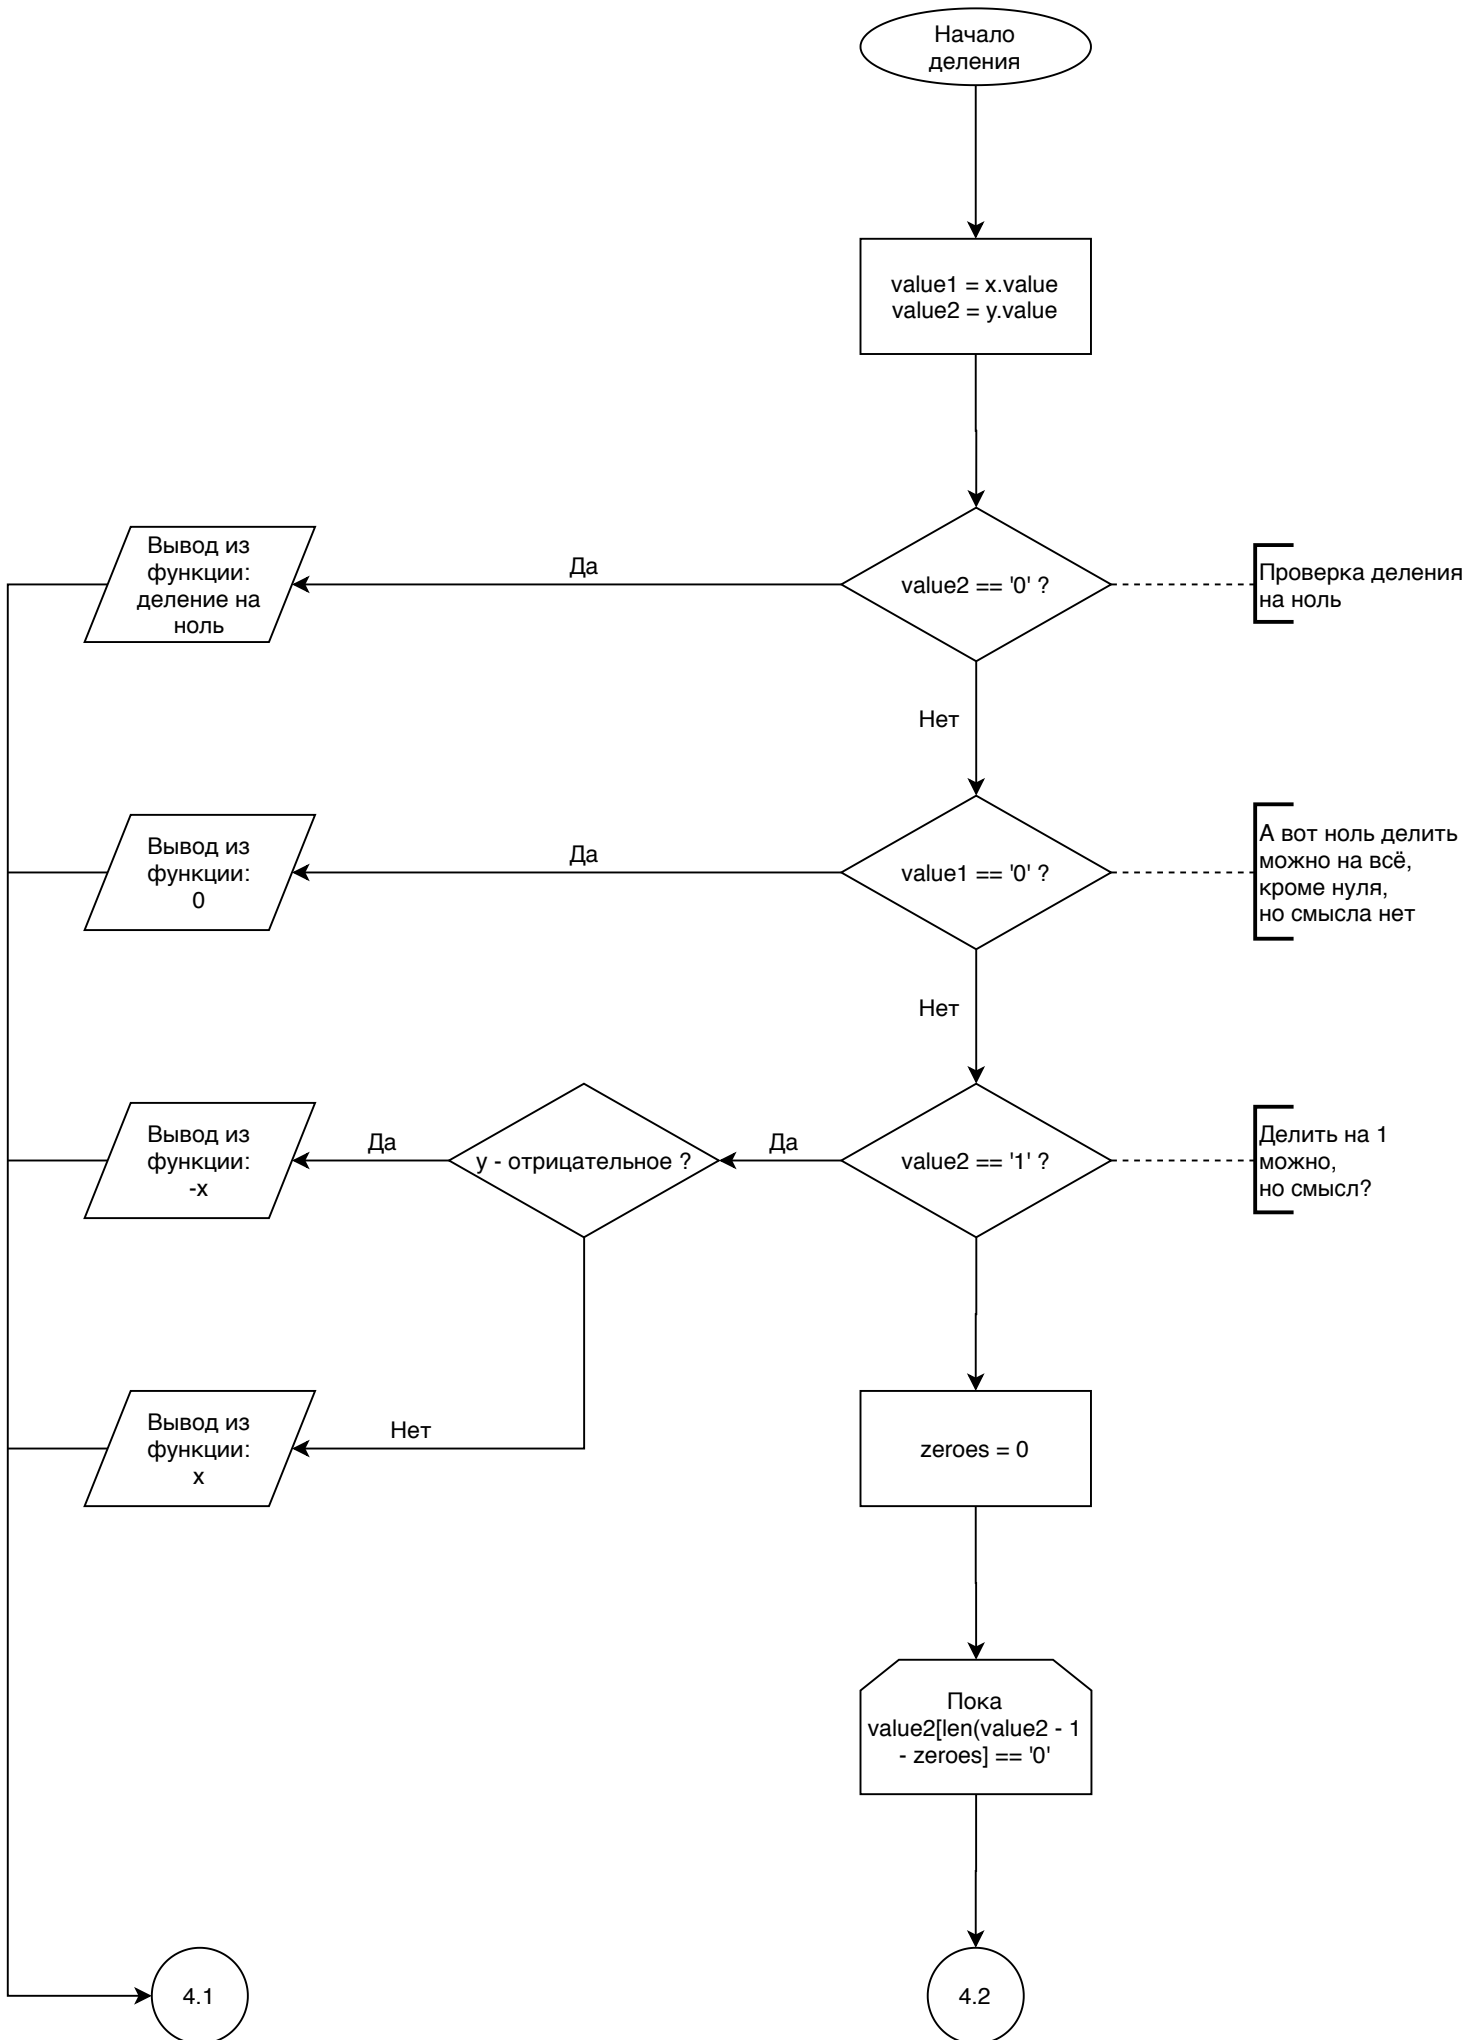 Начало
деления
value1 = x.value
value2 = y.value
Вывод из
функции:
деление на
ноль
Да
value2 == '0' ?
Проверка деления
на ноль
Нет
Вывод из
функции:
0
Да
value1 == '0' ?
А вот ноль делить
можно на всё,
кроме нуля,
но смысла нет
Нет
Вывод из
функции:
-x
Да
y - отрицательное ?
Да
value2 == '1' ?
Делить на 1
можно,
но смысл?
Вывод из
функции:
x
Нет
zeroes = 0
Пока
value2[len(value2 - 1
- zeroes] == '0'
4.1
4.2